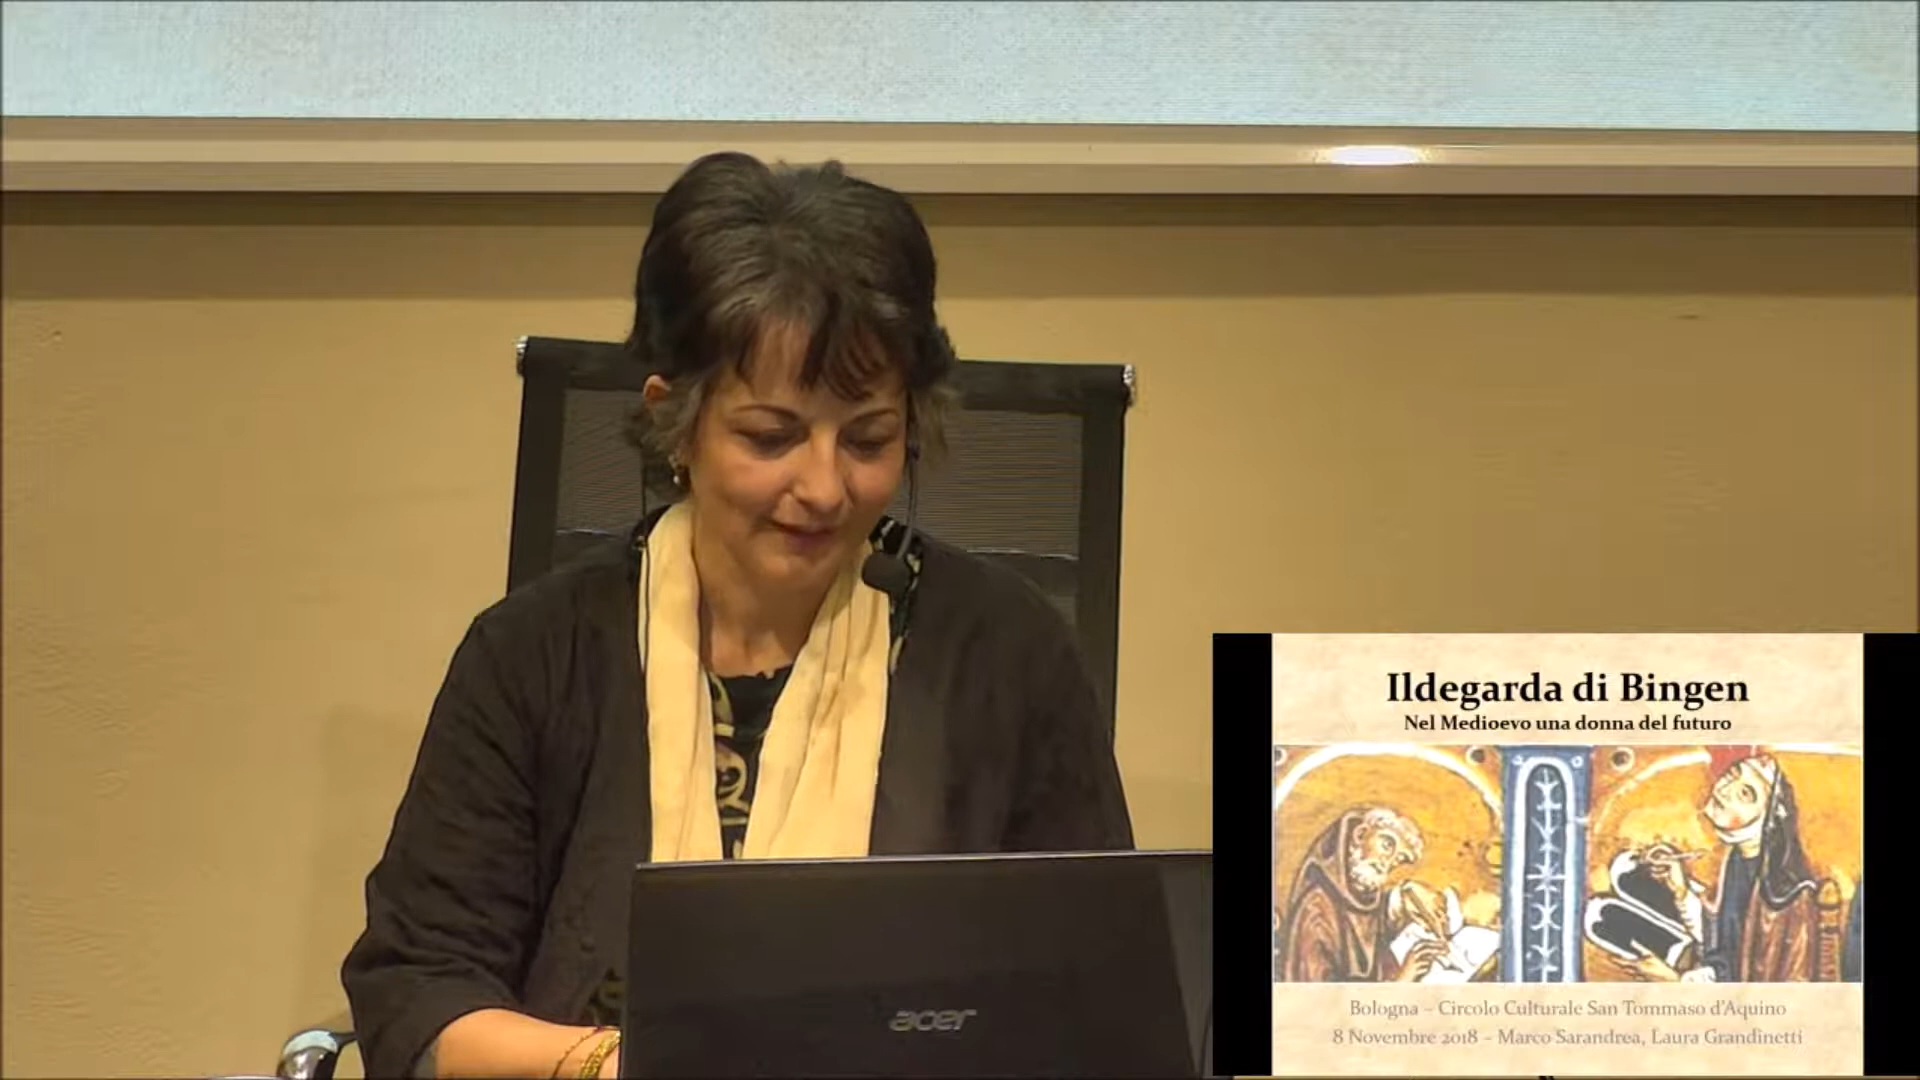 acer
Ildegarda di Bingen
Nel Medioevo una donna del futuro
Bologna – Circolo Culturale San Tommaso d'Aquino
8 Novembre 2018 – Marco Sarandrea, Laura Grandinetti